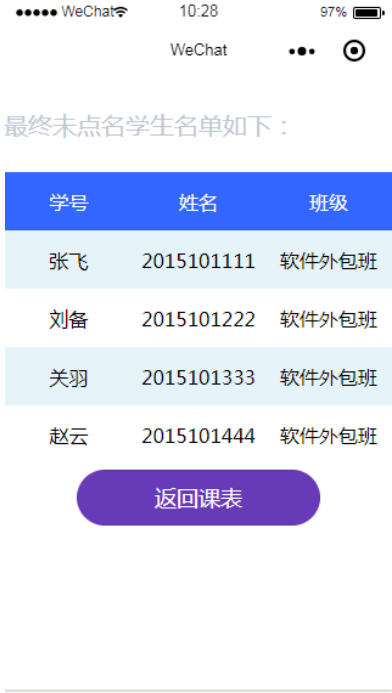 ●●●●● WeChat 10:28 97%
WeChat
最终未点名学生名单如下：
学号 姓名 班级
张飞 2015101111 软件外包班
刘备 2015101222 软件外包班
关羽 2015101333 软件外包班
赵云 2015101444 软件外包班
返回课表